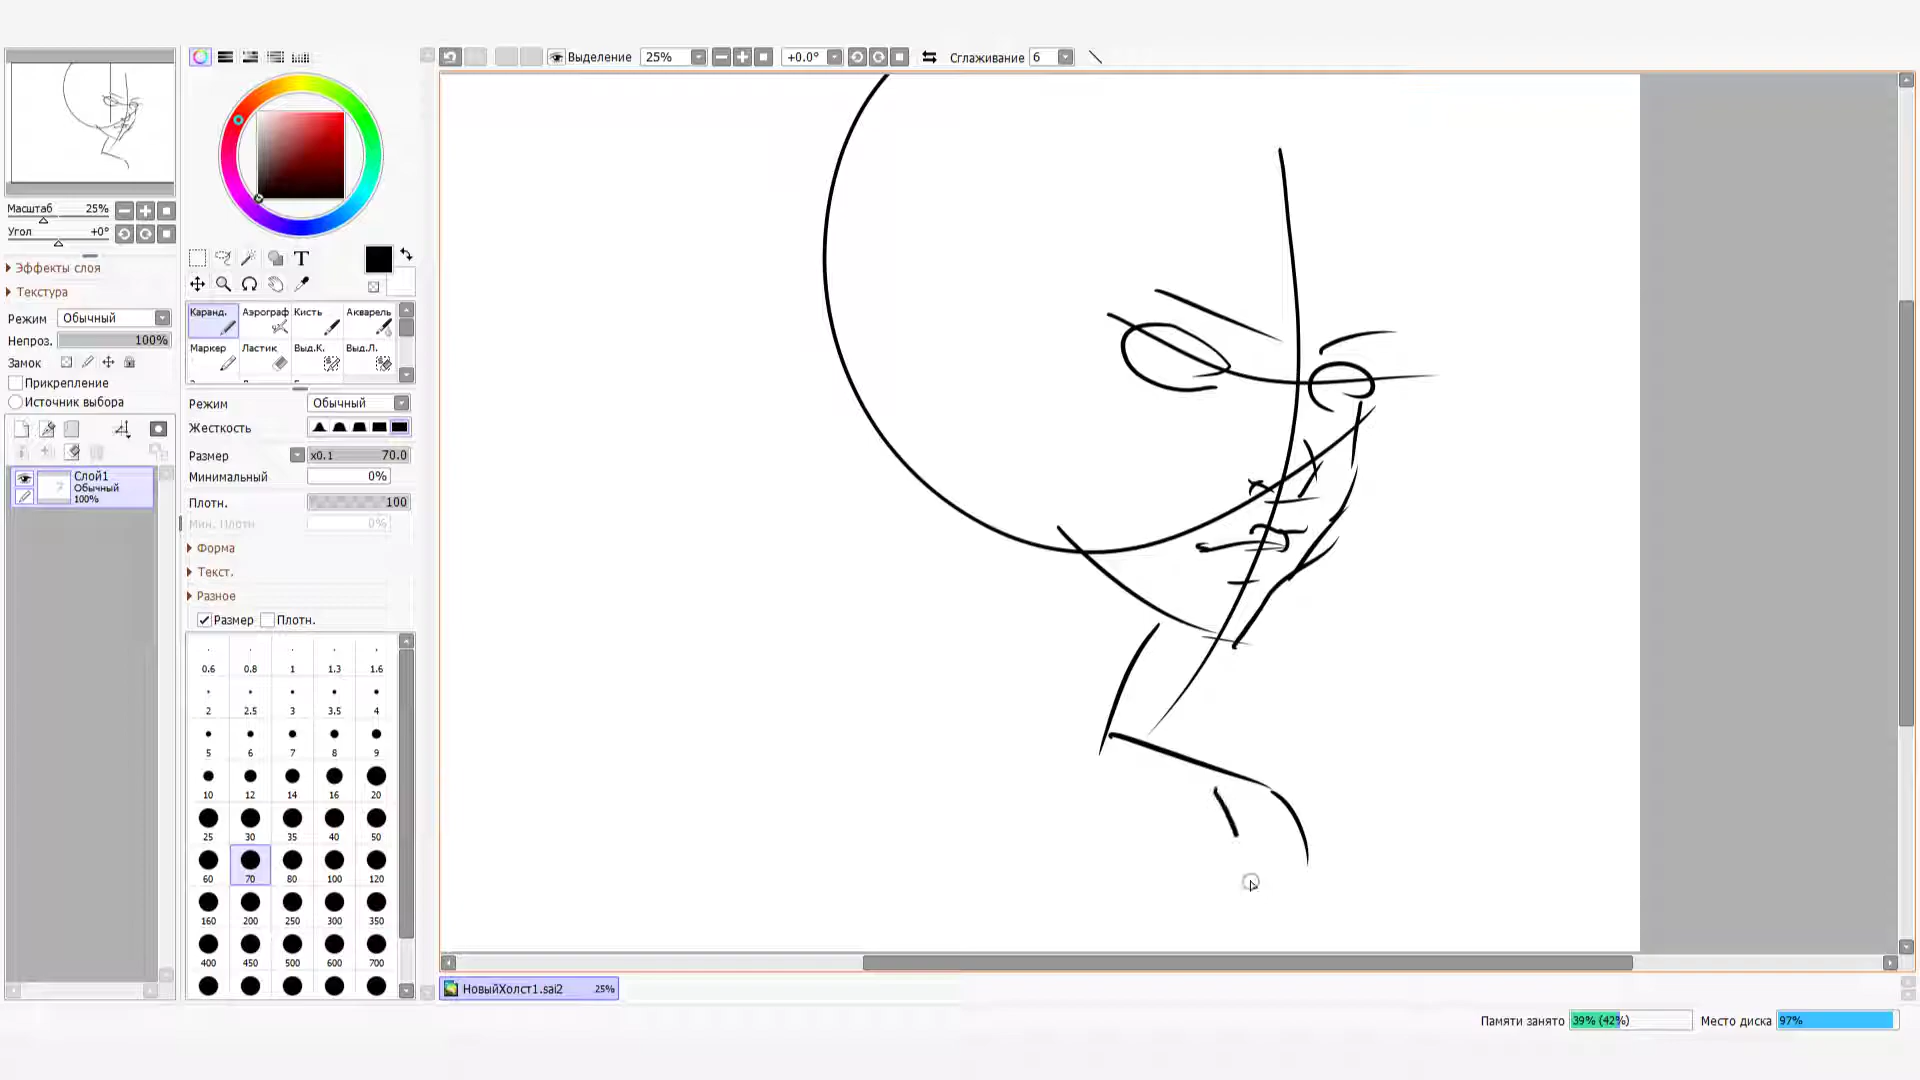 Выделение 25% +0.0° Сглаживание 6
Масштаб 25%
Угол +0°
Эффекты слоя
Текстура
Режим Обычный
Непроз. 100%
Замок
Прикрепление
Источник выбора
Слой1
Обычный
100%
T
Каранд. Аэрограф Кисть Акварель
Маркер Ластик Выд.К. Выд.Л.
Режим Обычный
Жесткость
Размер x0.1 70.0
Минимальный 0%
Плотн. 100
Мин. Плотн 0%
Форма
Текст.
Разное
Размер Плотн.
0.6 0.8 1 1.3 1.6
2 2.5 3 3.5 4
5 6 7 8 9
10 12 14 16 20
25 30 35 40 50
60 70 80 100 120
160 200 250 300 350
400 450 500 600 700
НовыйХолст1.sai2 25%
Памяти занято 39% (42%) Место диска 97%